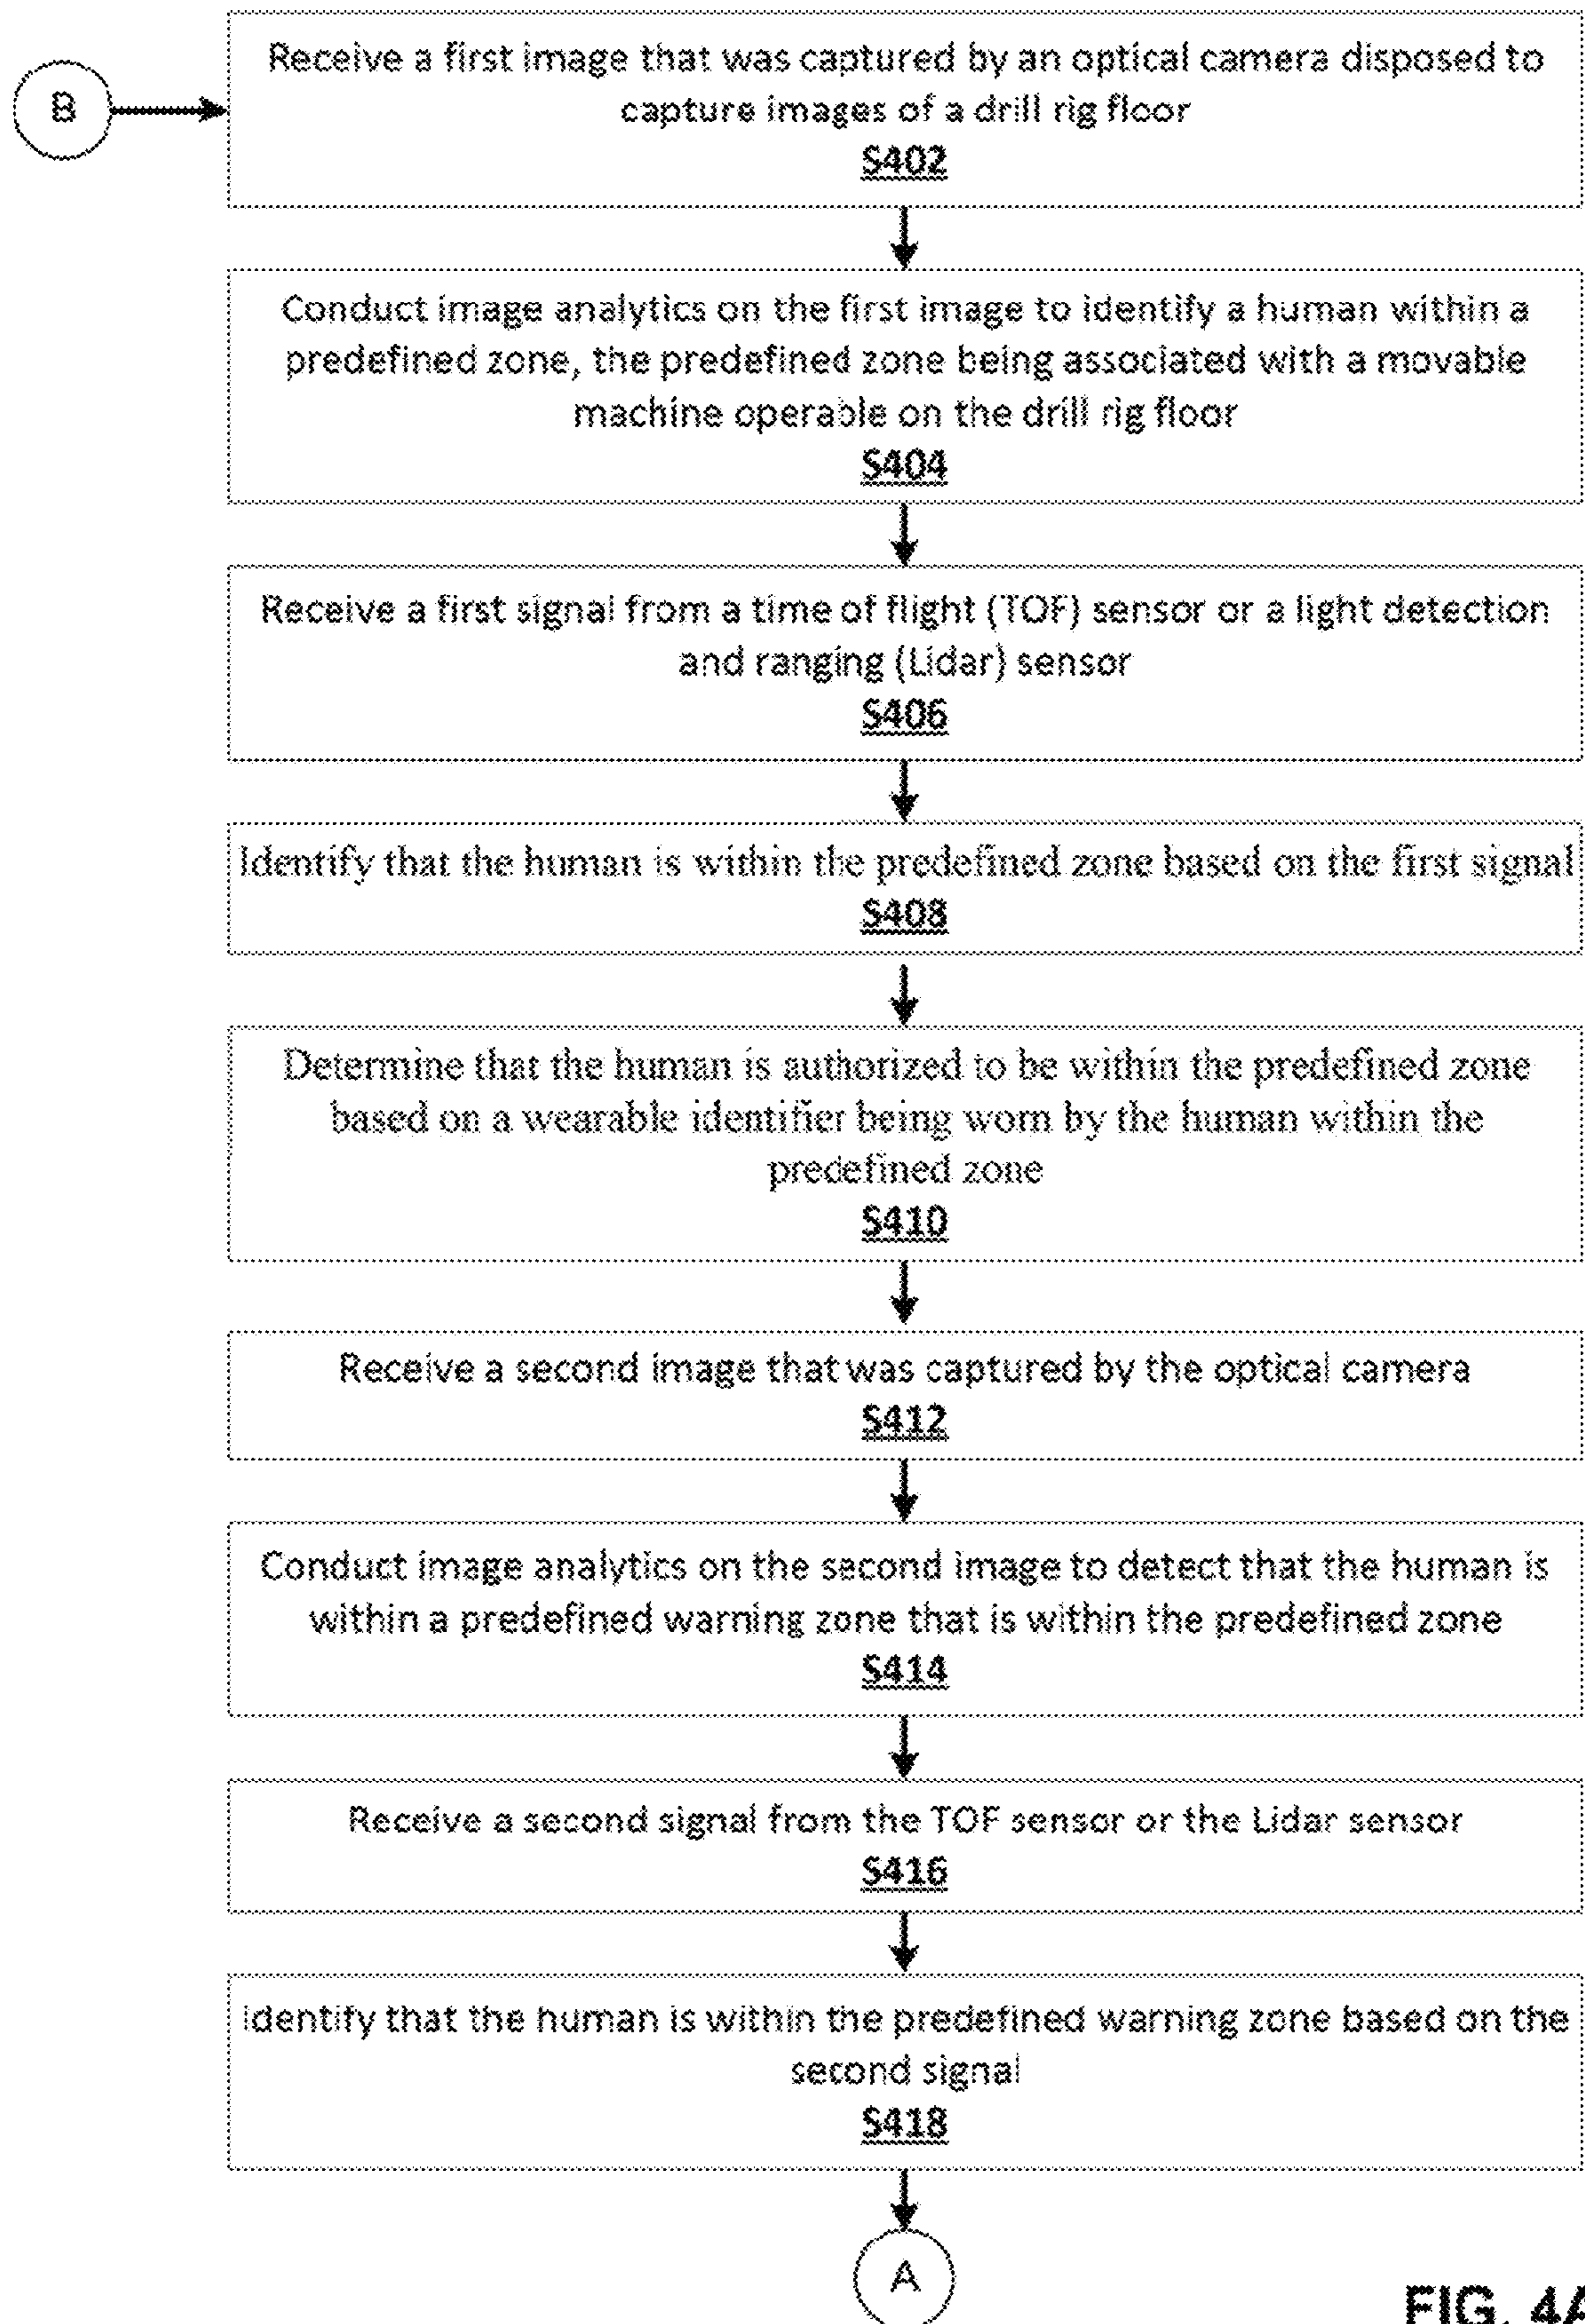 Receive a first image that was captured by an optical camera disposed to
B
capture images of a drill rig floor
S402
Conduct image analytics on the first image to identify a human within a
predefined zone, the predefined zone being associated with a movable
machine operable on the drill rig floor
S404
Receive a first signal from a time of flight (TOF) sensor or a light detection
and ranging (Lidar) sensor
S406
Identify that the human is within the predefined zone based on the first signal
S408
Determine that the human is authorized to be within the predefined zone
based on a wearable identifier being worn by the human within the
predefined zone
S410
Receive a second image that was captured by the optical camera
S412
Conduct image analytics on the second image to detect that the human is
within a predefined warning zone that is within the predefined zone
S414
Receive a second signal from the TOF sensor or the Lidar sensor
S416
Identify that the human is within the predefined warning zone based on the
second signal
S418
A
FIG. 4A